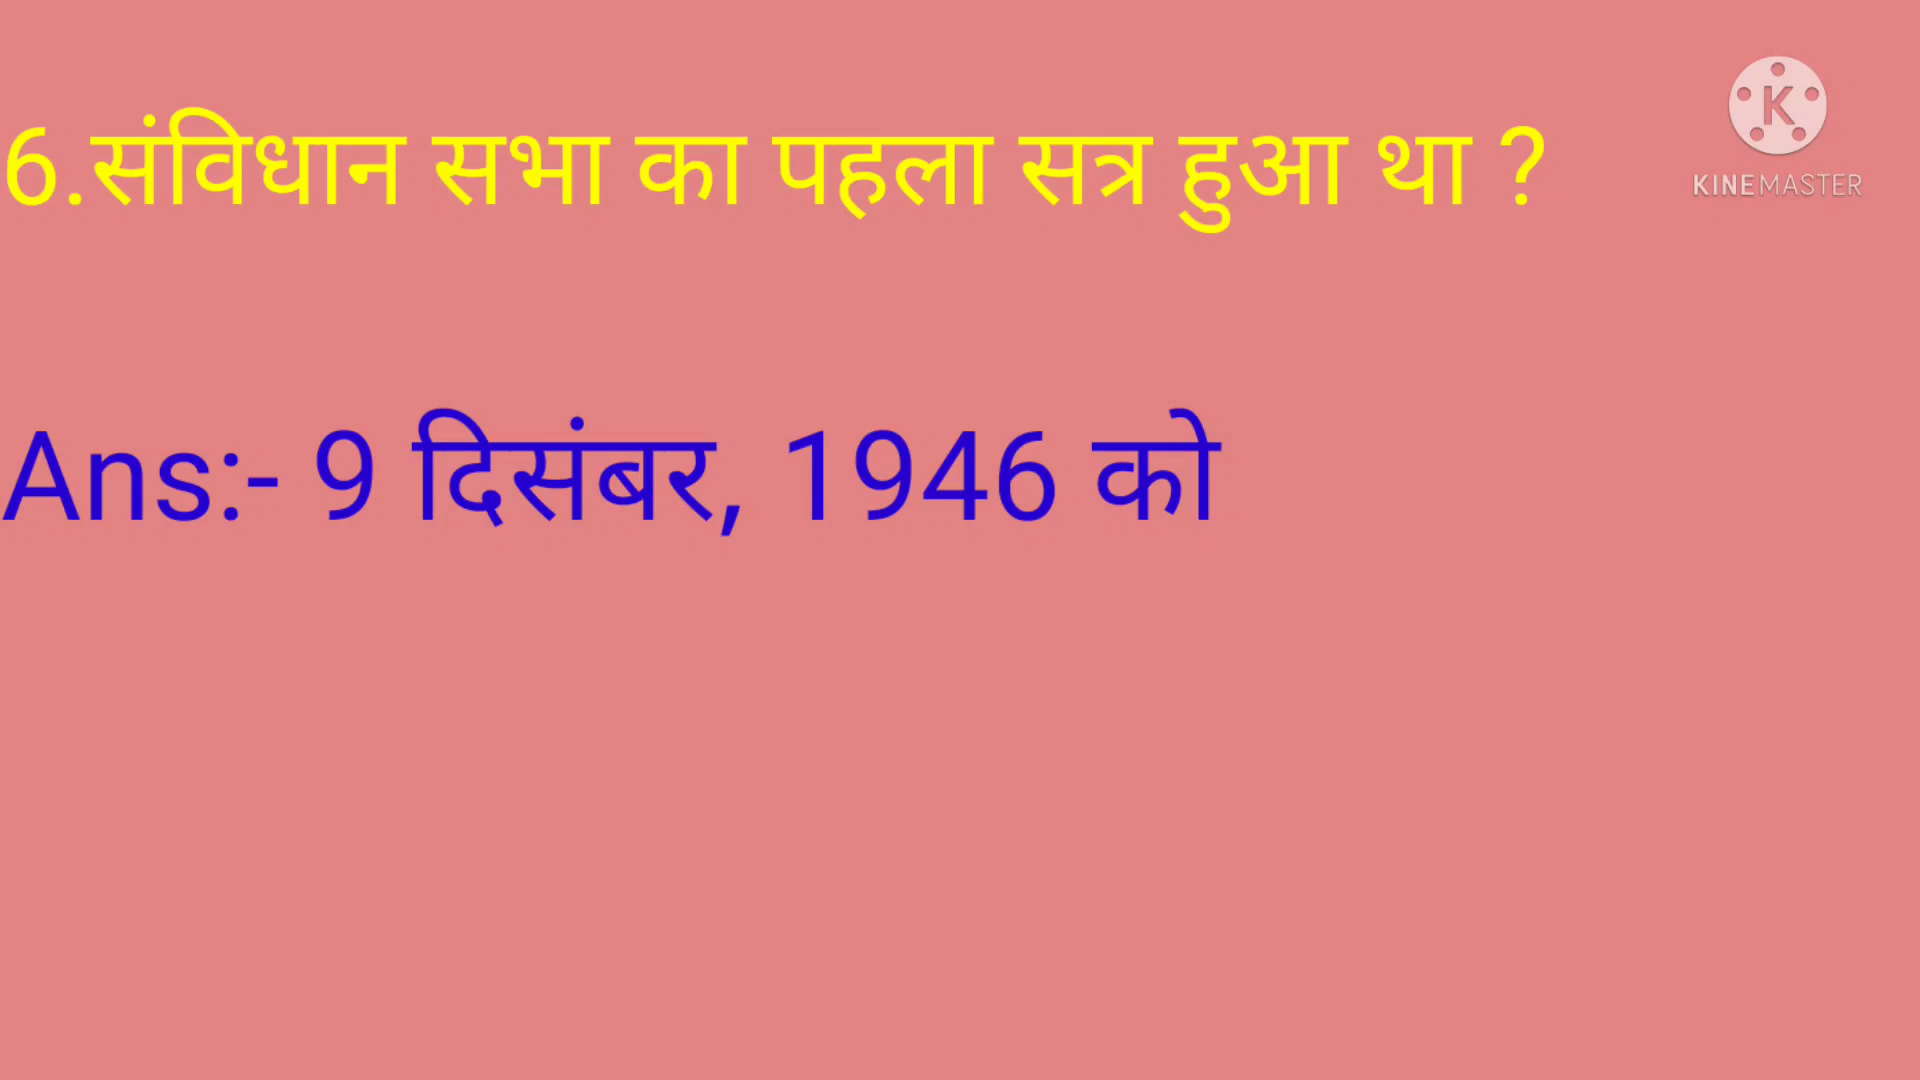 6.संविधान सभा का पहला सत्र हुआ था ?
K
KINEMASTER
Ans:- 9 दिसंबर, 1946 को